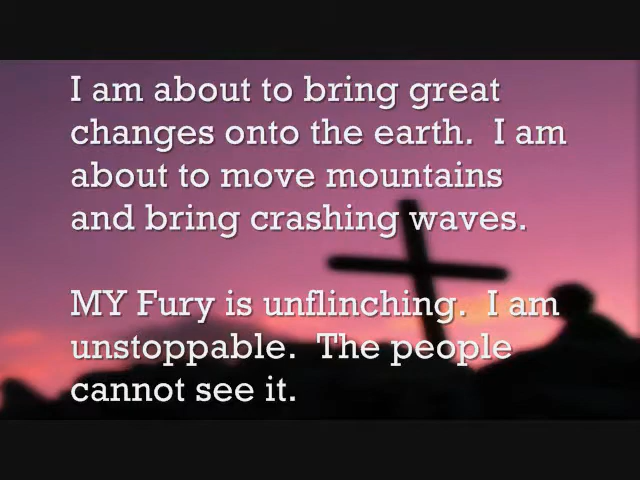 I am about to bring great
changes onto the earth.  I am
about to move mountains
and bring crashing waves.
MY Fury is unflinching.  I am
unstoppable.  The people
cannot see it.